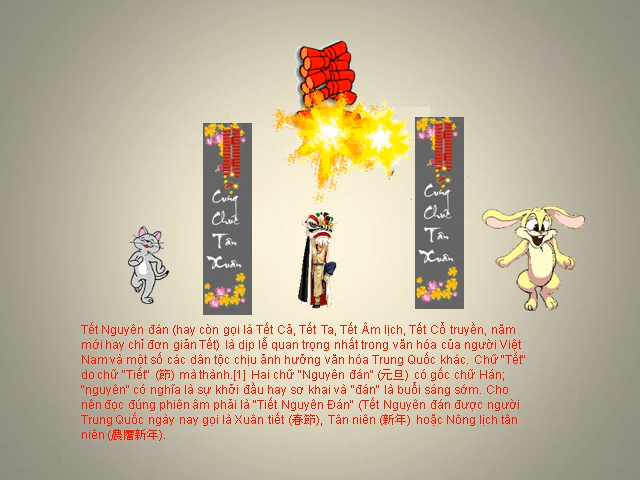 Cung
Chúc
Tân
Xuân
Cung
Chúc
Tân
Xuân
Tết Nguyên đán (hay còn gọi là Tết Cả, Tết Ta, Tết Âm lịch, Tết Cổ truyền, năm
mới hay chỉ đơn giản Tết) là dịp lễ quan trọng nhất trong văn hóa của người Việt
Nam và một số các dân tộc chịu ảnh hưởng văn hóa Trung Quốc khác. Chữ "Tết"
do chữ "Tiết" (節) mà thành.[1] Hai chữ "Nguyên đán" (元旦) có gốc chữ Hán;
"nguyên" có nghĩa là sự khởi đầu hay sơ khai và "đán" là buổi sáng sớm. Cho
nên đọc đúng phiên âm phải là "Tiết Nguyên Đán" (Tết Nguyên đán được người
Trung Quốc ngày nay gọi là Xuân tiết (春節), Tân niên (新年) hoặc Nông lịch tân
niên (農曆新年).